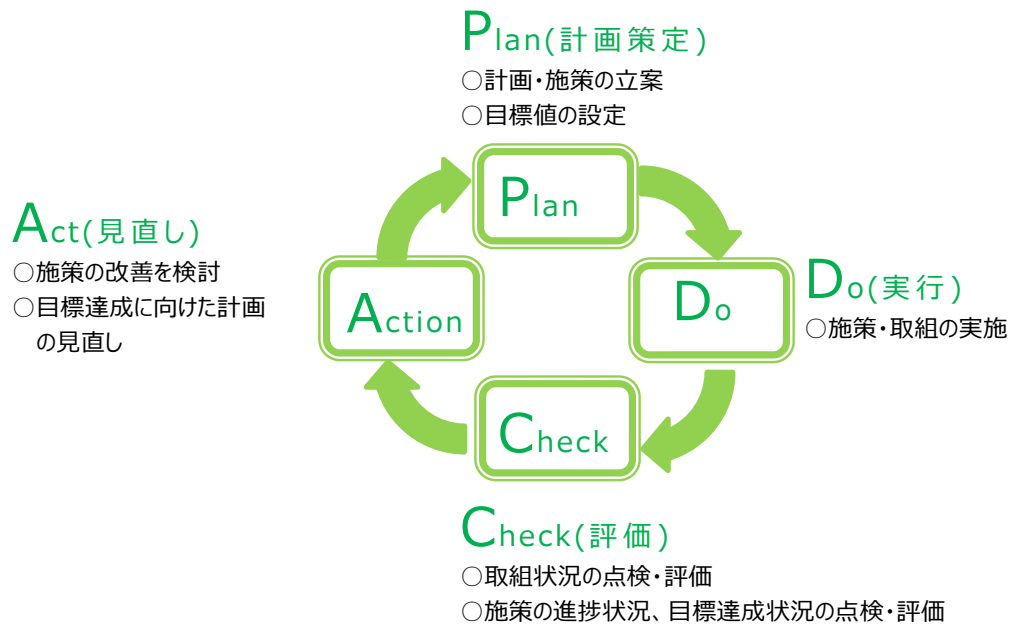 Plan(計画策定)
○計画・施策の立案
○目標値の設定
Plan
Act(見直し)
○施策の改善を検討
○目標達成に向けた計画
の見直し
Action
Do
Do(実行)
○施策・取組の実施
Check
Check(評価)
○取組状況の点検・評価
○施策の進捗状況、目標達成状況の点検・評価